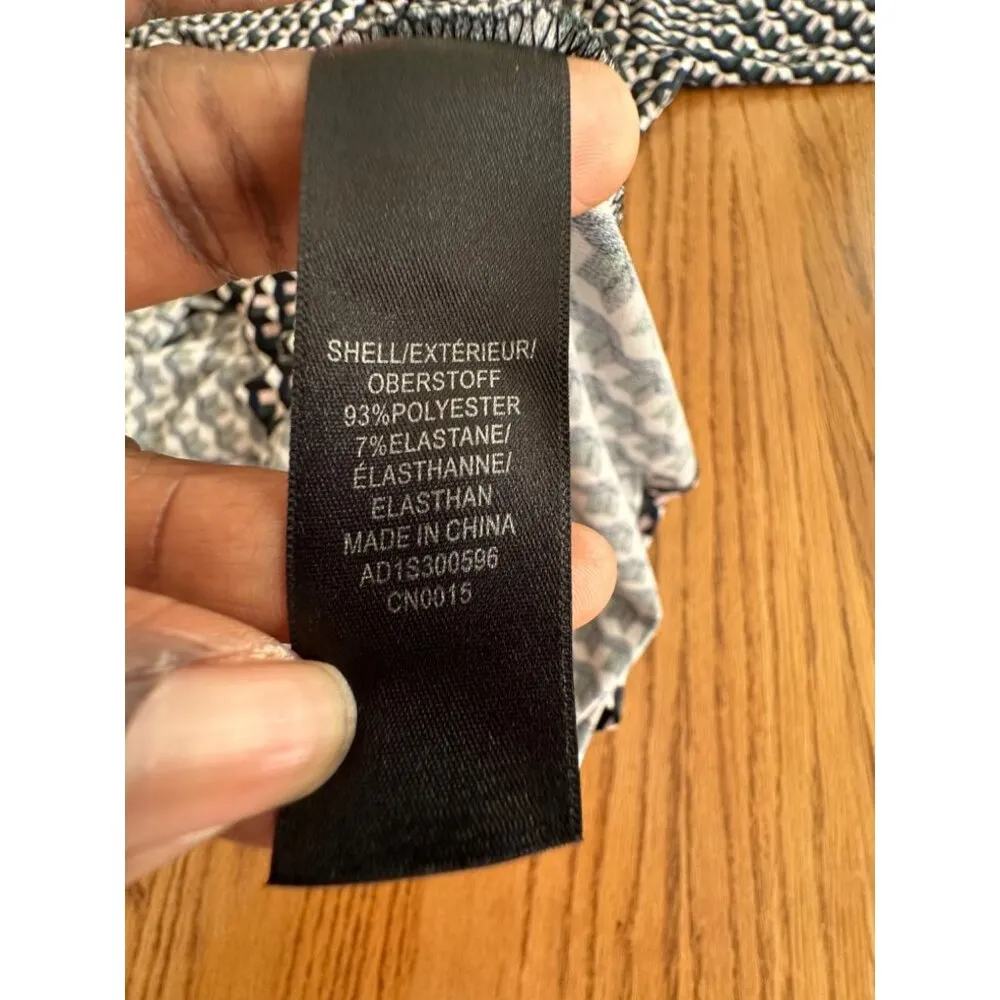 SHELL/EXTÉRIEUR/
OBERSTOFF
93%POLYESTER
7%ELASTANE/
ÉLASTHANNE/
ELASTHAN
MADE IN CHINA
AD1S300596
CN0015